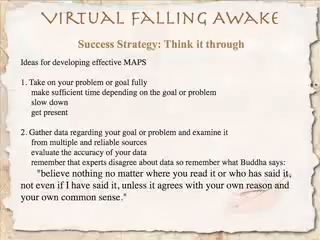 Virtual Falling Awake
Success Strategy: Think it through
Ideas for developing effective MAPS
1. Take on your problem or goal fully
make sufficient time depending on the goal or problem
slow down
get present
2. Gather data regarding your goal or problem and examine it
from multiple and reliable sources
evaluate the accuracy of your data
remember that experts disagree about data so remember what Buddha says:
"believe nothing no matter where you read it or who has said it,
not even if I have said it, unless it agrees with your own reason and
your own common sense."